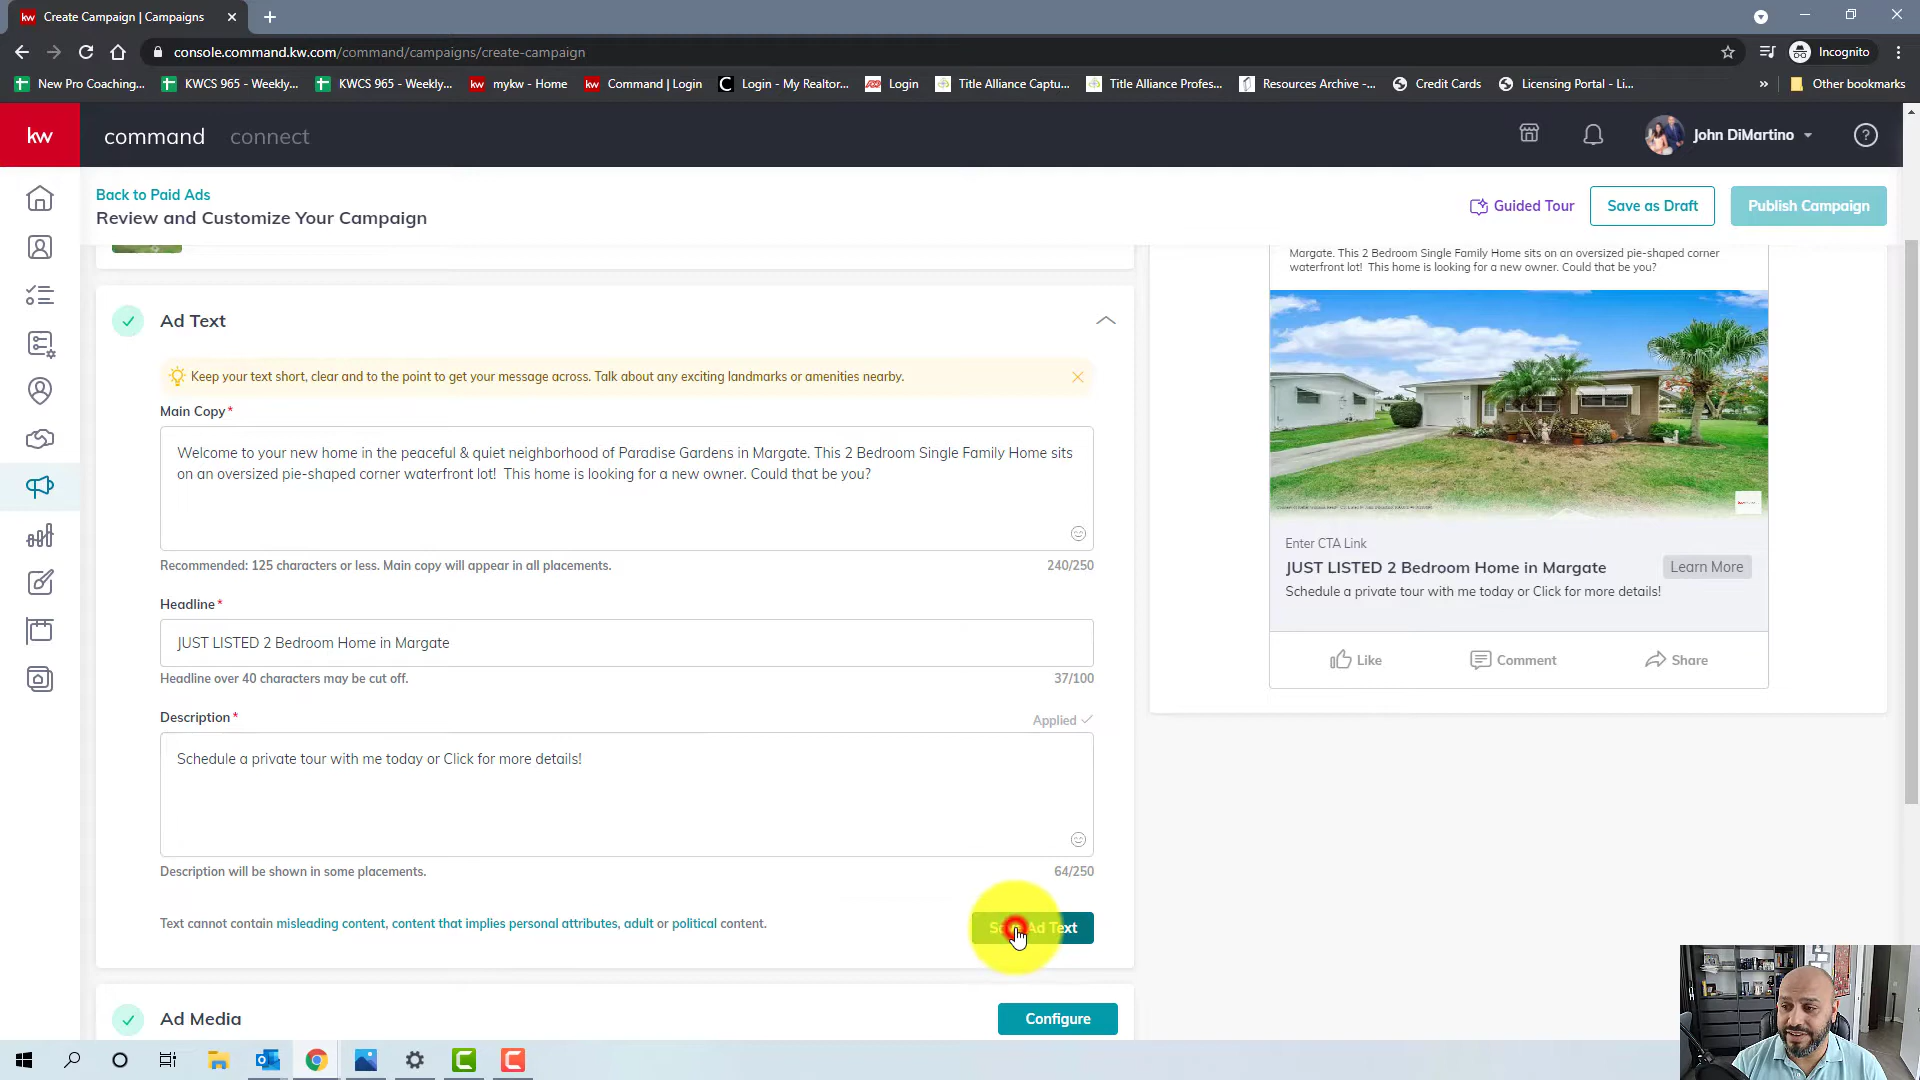 Create Campaign | Campaigns
console.command.kw.com/command/campaigns/create-campaign
Incognito
New Pro Coaching...
KWCS 965 - Weekly...
KWCS 965 - Weekly...
kw
mykw - Home
kw
Command | Login
Login - My Realtor...
Login
Title Alliance Captu...
Title Alliance Profes...
Resources Archive -...
Credit Cards
Licensing Portal - Li...
»
Other bookmarks
kw
command
connect
John DiMartino
Back to Paid Ads
Review and Customize Your Campaign
Guided Tour
Save as Draft
Publish Campaign
Ad Text
Keep your text short, clear and to the point to get your message across. Talk about any exciting landmarks or amenities nearby.
Main Copy*
Welcome to your new home in the peaceful & quiet neighborhood of Paradise Gardens in Margate. This 2 Bedroom Single Family Home sits
on an oversized pie-shaped corner waterfront lot!  This home is looking for a new owner. Could that be you?
Recommended: 125 characters or less. Main copy will appear in all placements.
240/250
Headline*
JUST LISTED 2 Bedroom Home in Margate
Headline over 40 characters may be cut off.
37/100
Description*
Applied
Schedule a private tour with me today or Click for more details!
Description will be shown in some placements.
64/250
Text cannot contain misleading content, content that implies personal attributes, adult or political content.
Save Ad Text
Ad Media
Configure
Margate. This 2 Bedroom Single Family Home sits on an oversized pie-shaped corner
waterfront lot!  This home is looking for a new owner. Could that be you?
Enter CTA Link
JUST LISTED 2 Bedroom Home in Margate
Learn More
Schedule a private tour with me today or Click for more details!
Like
Comment
Share